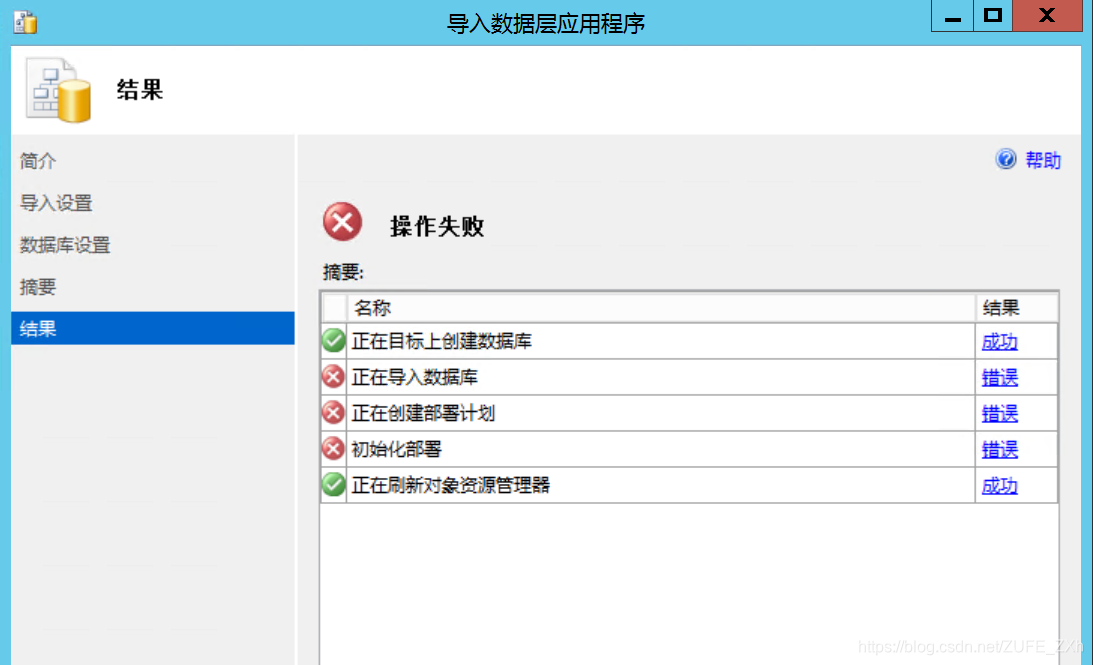 导入数据层应用程序
结果
简介
导入设置
数据库设置
摘要
结果
帮助
操作失败
摘要:
名称 结果
正在目标上创建数据库 成功
正在导入数据库 错误
正在创建部署计划 错误
初始化部署 错误
正在刷新对象资源管理器 成功
https://blog.csdn.net/ZUFE_ZXh